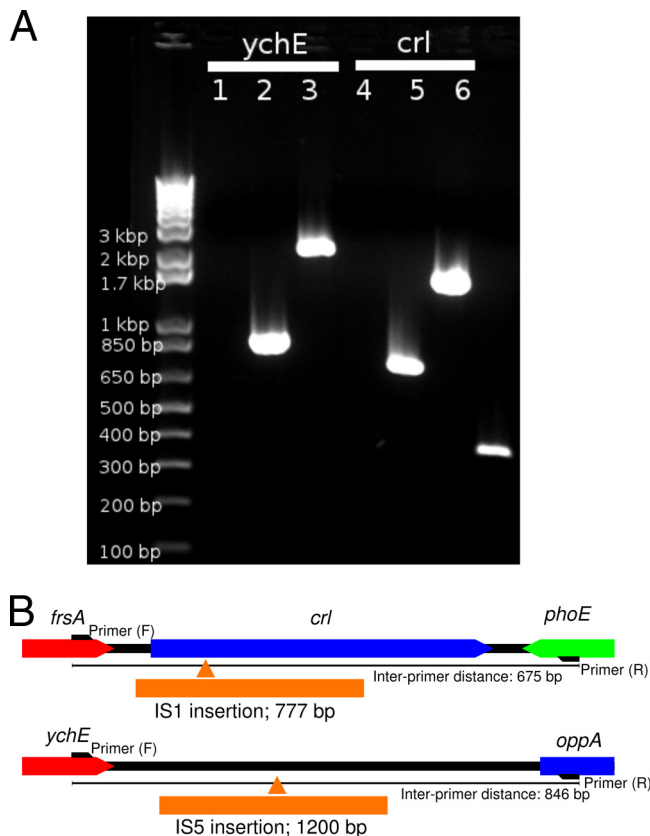 A
ychE crl
1 2 3 4 5 6
3 kbp
2 kbp
1.7 kbp
1 kbp
850 bp
650 bp
500 bp
400 bp
300 bp
200 bp
100 bp
B
frsA crl phoE
Primer (F)
Primer (R)
Inter-primer distance: 675 bp
IS1 insertion; 777 bp
ychE oppA
Primer (F)
Primer (R)
Inter-primer distance: 846 bp
IS5 insertion; 1200 bp